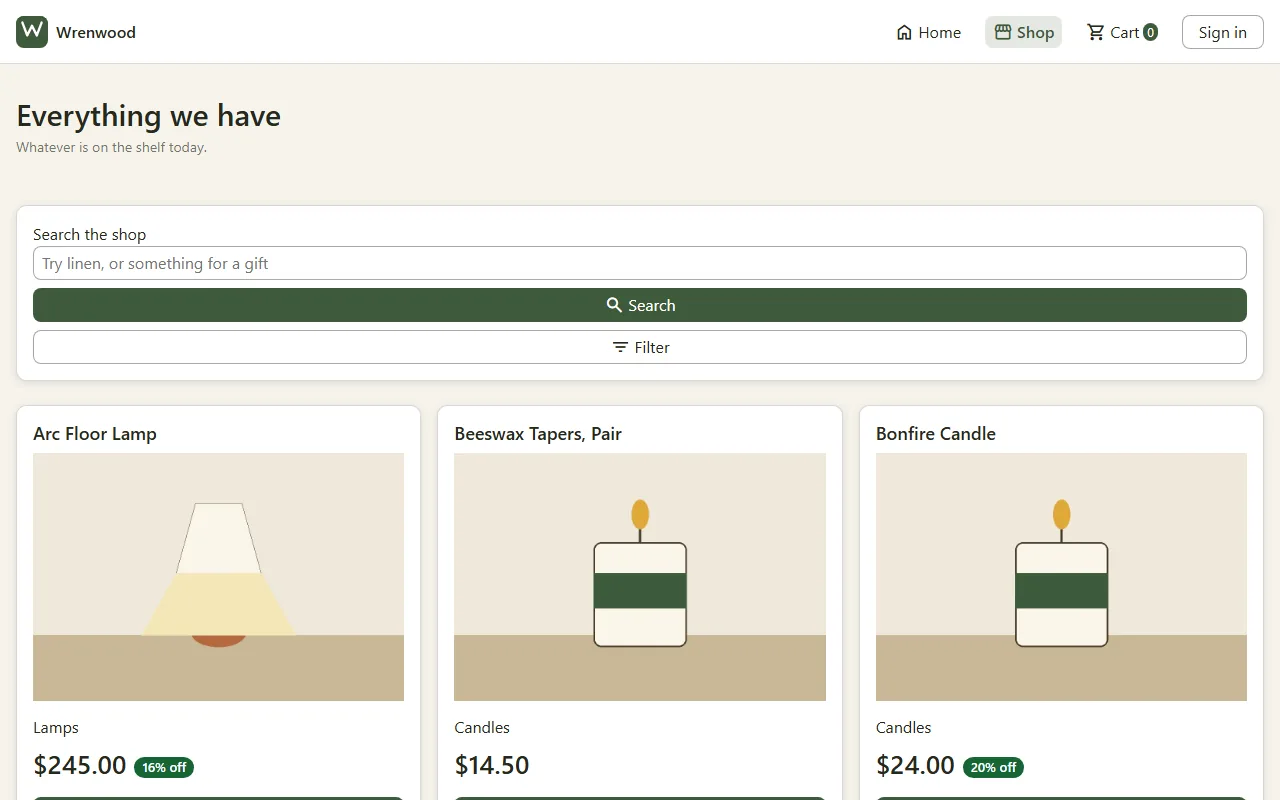 W Wrenwood
Home
Shop
Cart 0
Sign in
Everything we have
Whatever is on the shelf today.
Search the shop
Try linen, or something for a gift
Search
Filter
Arc Floor Lamp
Lamps
$245.00 16% off
Beeswax Tapers, Pair
Candles
$14.50
Bonfire Candle
Candles
$24.00 20% off